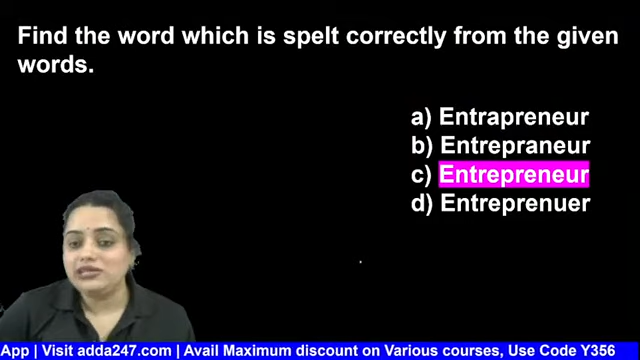 Find the word which is spelt correctly from the given
words.
a) Entrapreneur
b) Entrepraneur
c) Entrepreneur
d) Entreprenuer
App | Visit adda247.com | Avail Maximum discount on Various courses, Use Code Y356